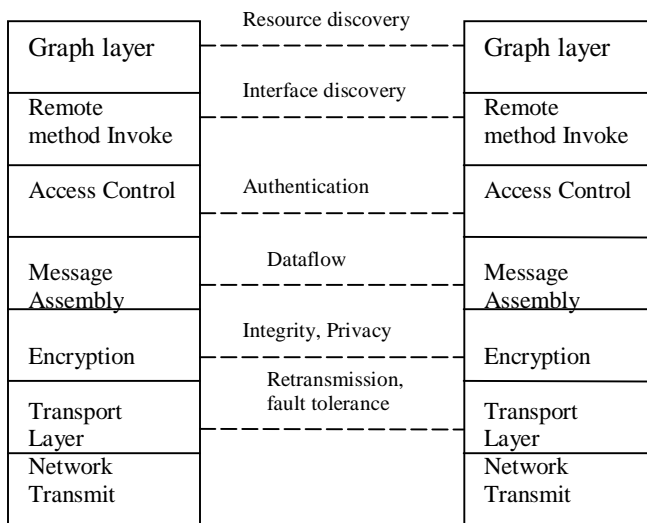 Resource discovery
Graph layer
Graph layer
Interface discovery
Remote
method Invoke
Remote
method Invoke
Authentication
Access Control
Access Control
Dataflow
Message
Assembly
Message
Assembly
Integrity, Privacy
Encryption
Encryption
Retransmission,
fault tolerance
Transport
Layer
Transport
Layer
Network
Transmit
Network
Transmit